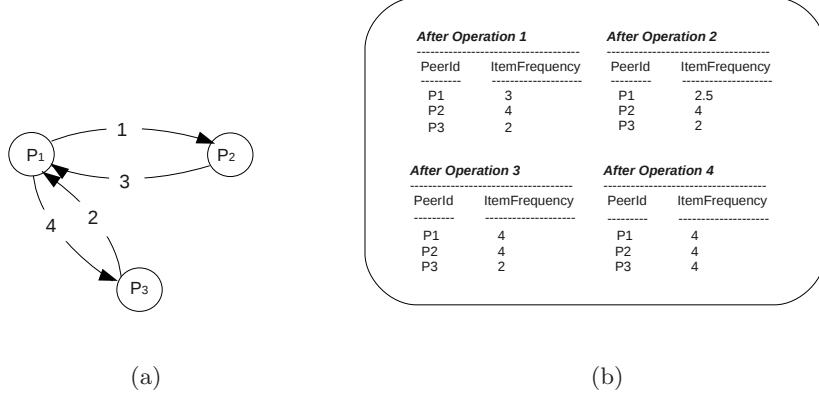 1
P1
P2
3
4
2
P3
After Operation 1
---------------------------------------
PeerId ItemFrequency
--------- --------------------
P1 3
P2 4
P3 2
After Operation 2
---------------------------------------
PeerId ItemFrequency
--------- --------------------
P1 2.5
P2 4
P3 2
After Operation 3
---------------------------------------
PeerId ItemFrequency
--------- --------------------
P1 4
P2 4
P3 2
After Operation 4
---------------------------------------
PeerId ItemFrequency
--------- --------------------
P1 4
P2 4
P3 4
(a)
(b)